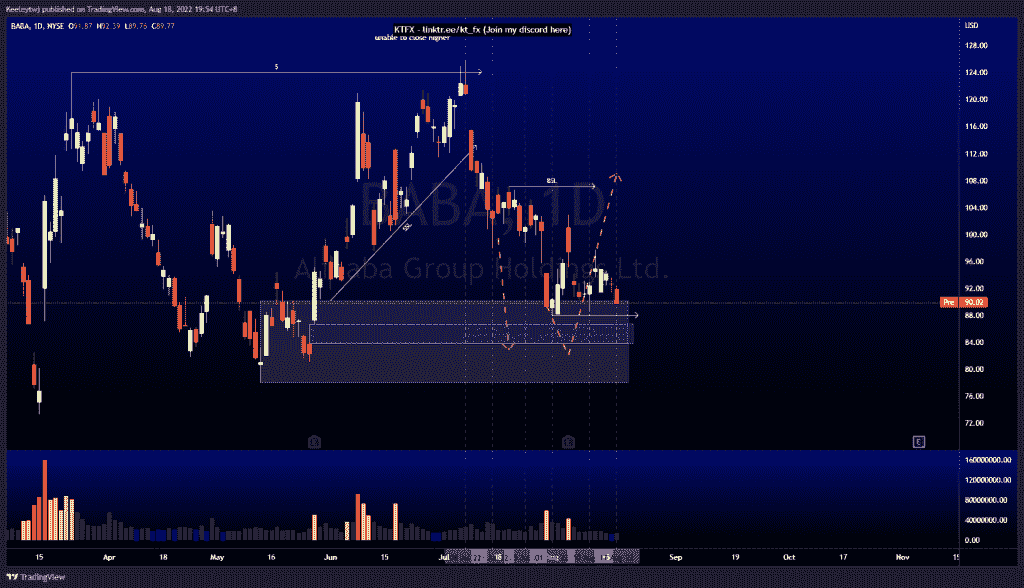 Keelzytwj published on TradingView.com, Aug 18, 2022 19:54 UTC+8
BABA, 1D, NYSE O91.87 H92.39 L89.76 C89.77
USD
KTFX - linktr.ee/kt_fx (Join my discord here)
unable to close higher
128.00
124.00
120.00
116.00
112.00
108.00
104.00
100.00
96.00
92.00
Pre 90.02
88.00
84.00
80.00
76.00
72.00
BABA, 1D
Alibaba Group Holdings Ltd.
E
160000000.00
120000000.00
80000000.00
40000000.00
0.00
15 Apr 18 May 16 Jun 15 Jul 18 Sep 19 Oct 17 Nov 15
TradingView